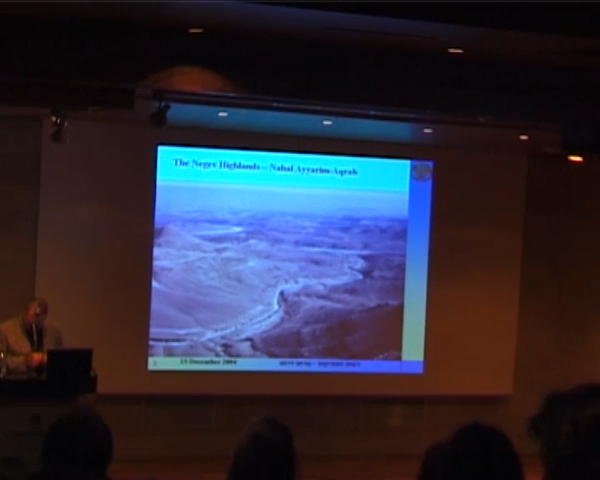 The Negev Highlands – Nahal Ayyarim-Aqrab
13 December 2004